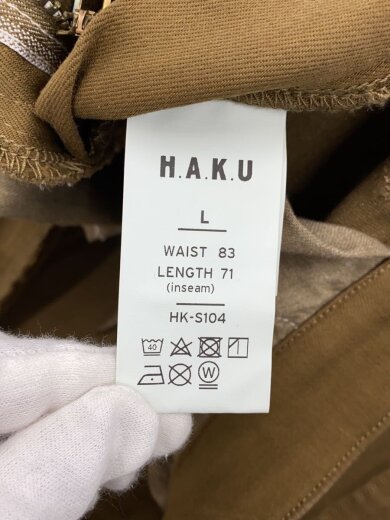 H.A.K.U
L
WAIST 83
LENGTH 71
(inseam)
HK-S104
40
W